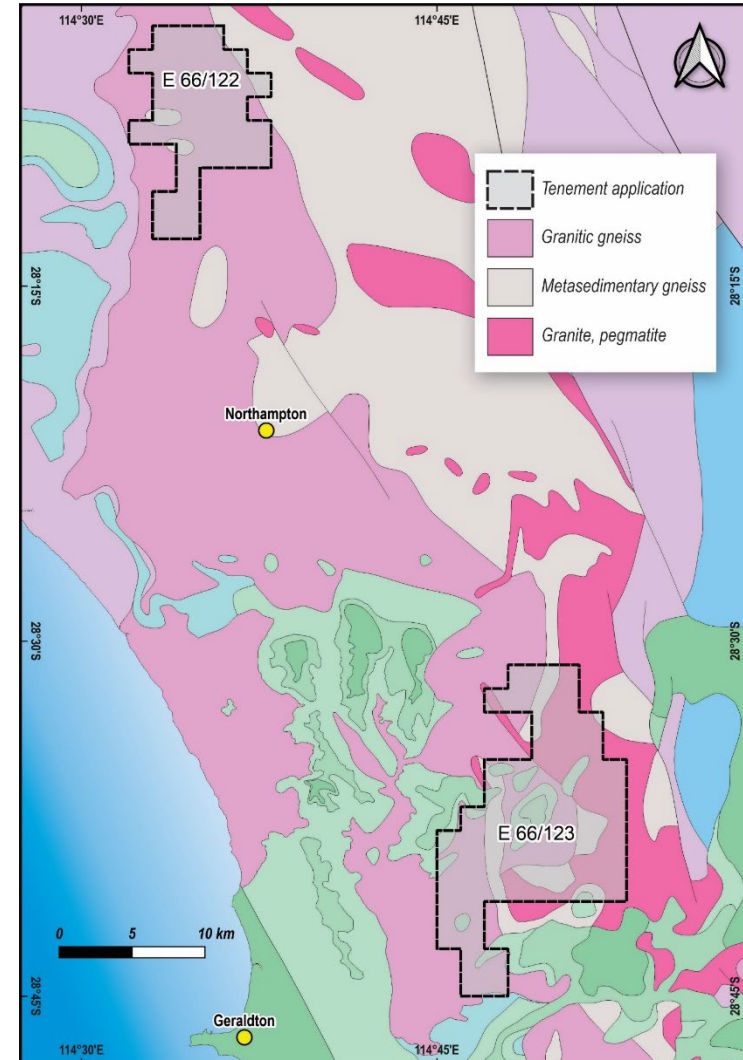 114°30'E
114°45'E
E 66/122
Tenement application
Granitic gneiss
Metasedimentary gneiss
Granite, pegmatite
28°15'S
28°15'S
Northampton
28°30'S
28°30'S
E 66/123
0 5 10 km
28°45'S
28°45'S
Geraldton
114°30'E
114°45'E